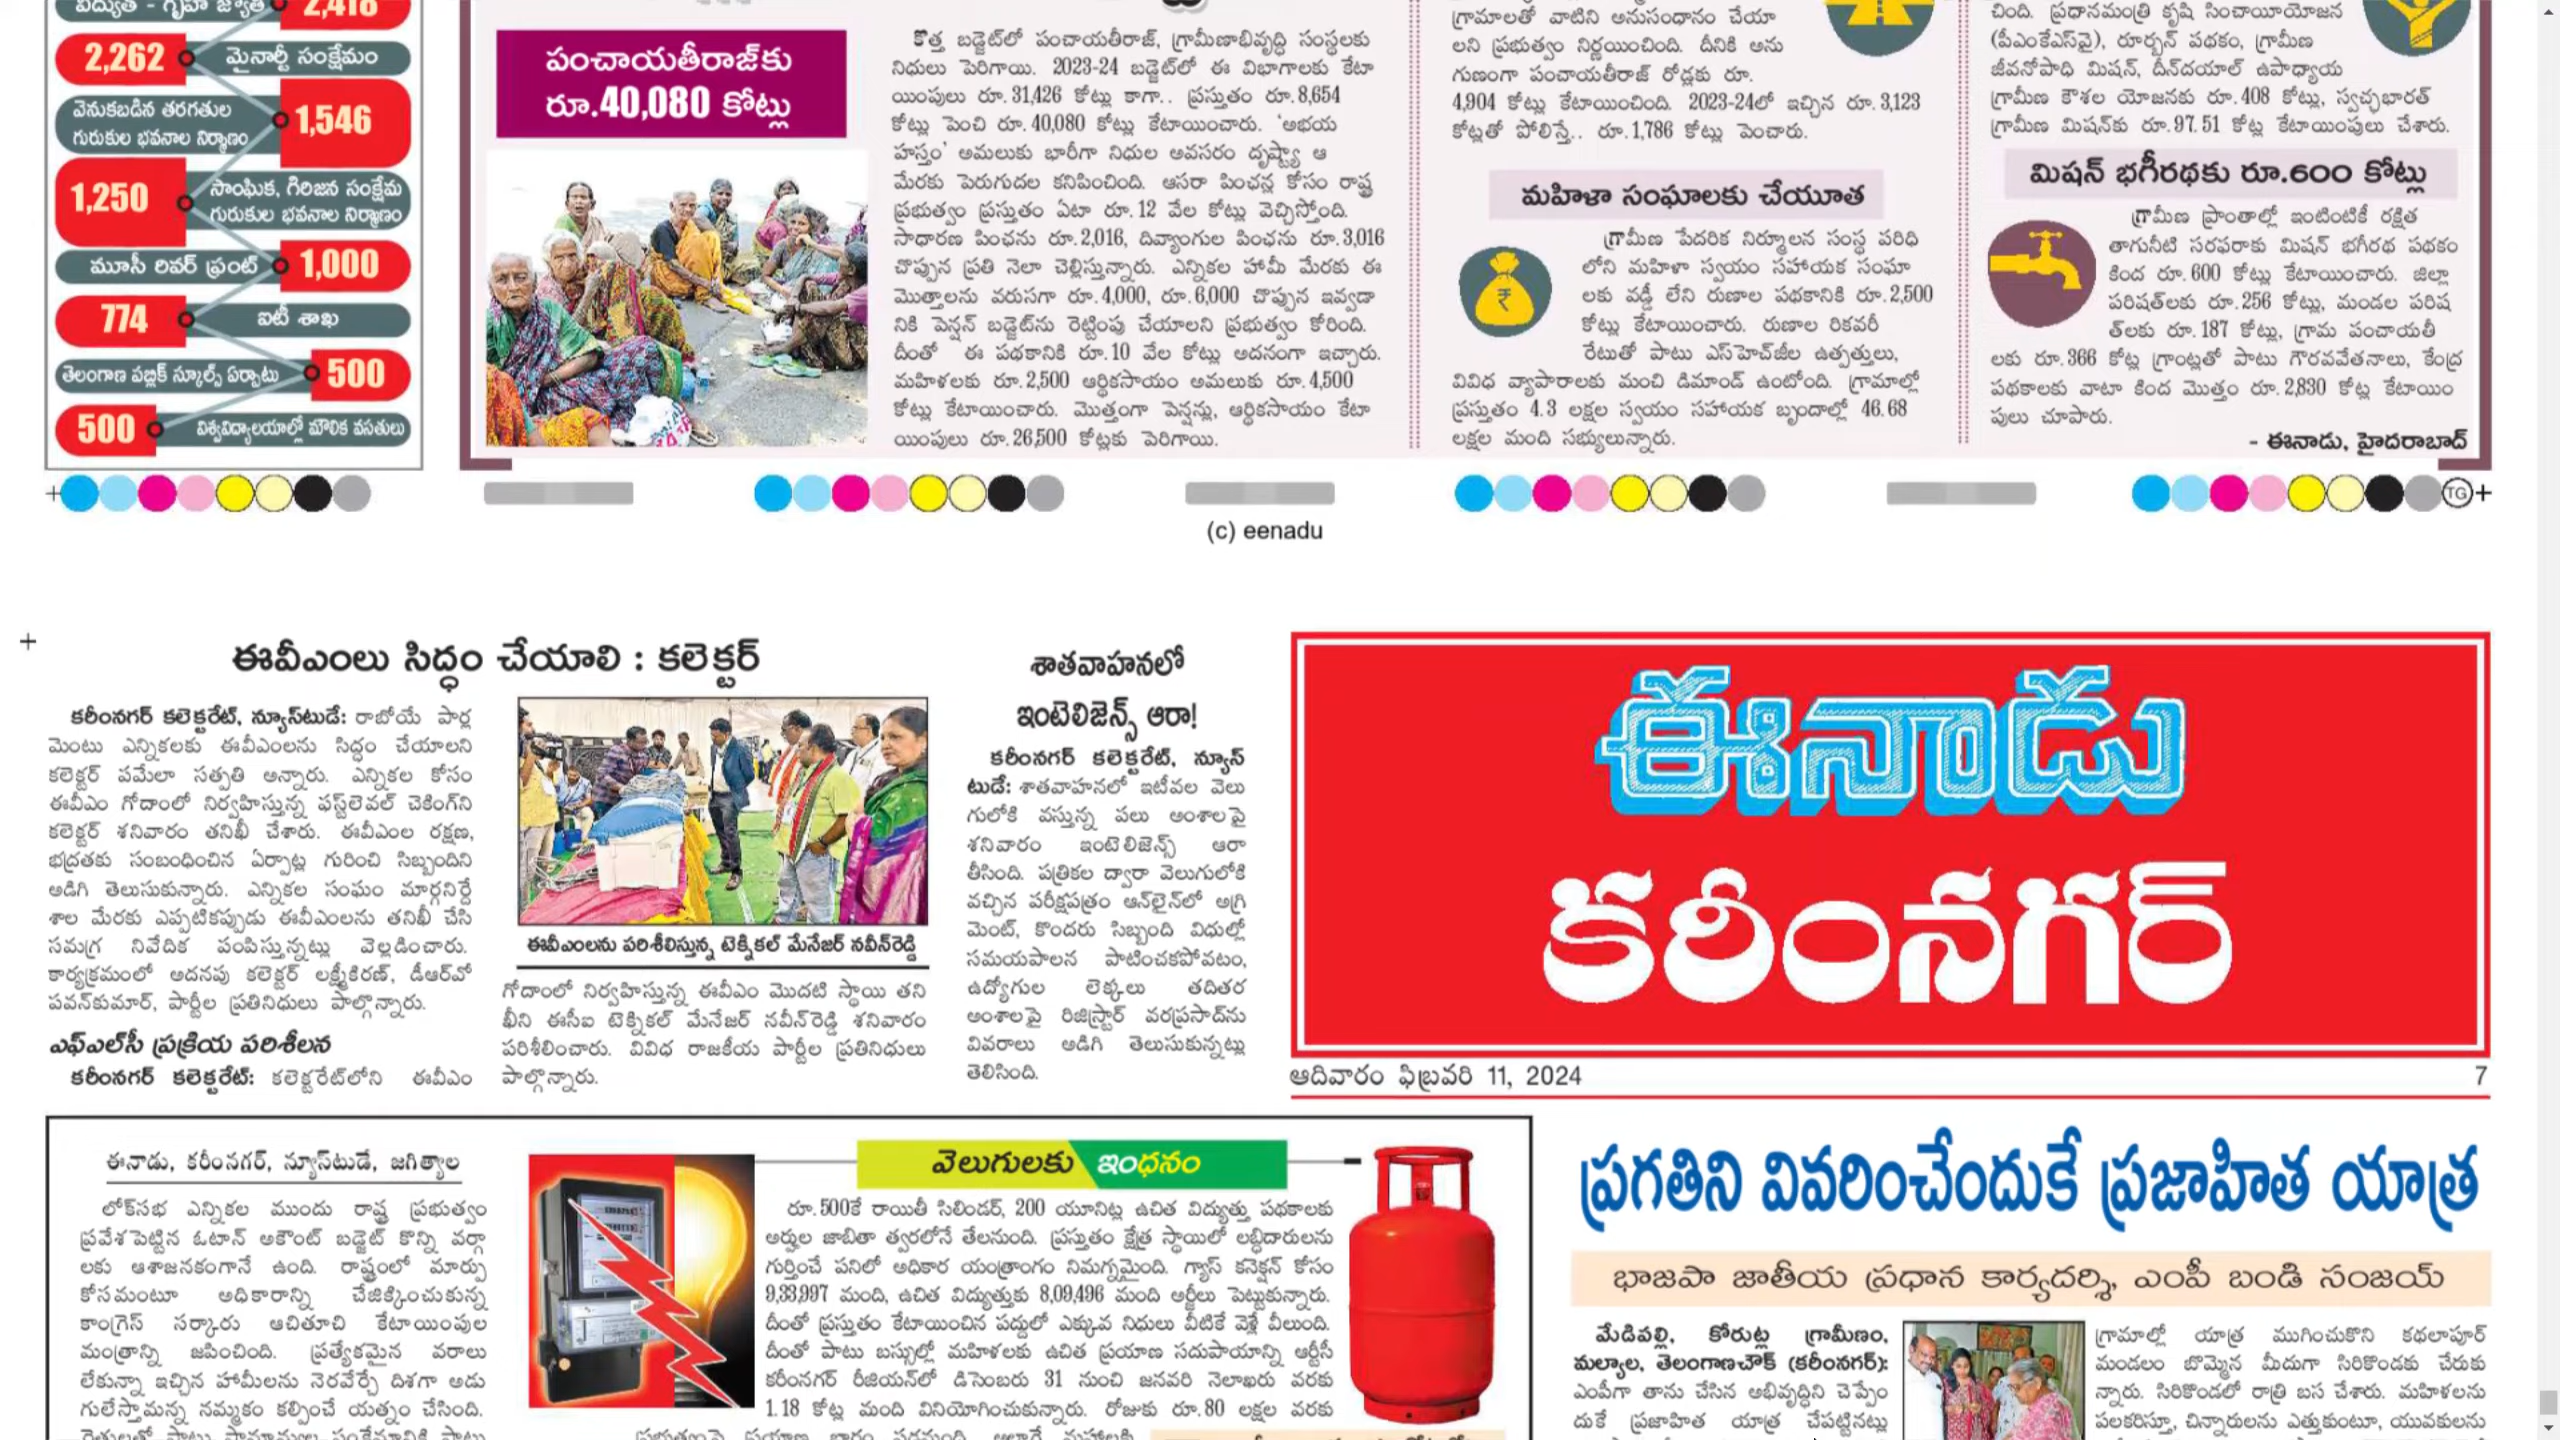 విద్యుత్ - గృహ జ్యోతి 2,418
2,262 మైనార్టీ సంక్షేమం
వెనుకబడిన తరగతుల
గురుకుల భవనాల నిర్మాణం 1,546
1,250 సాంఘిక, గిరిజన సంక్షేమ
గురుకుల భవనాల నిర్మాణం
మూసీ రివర్ ఫ్రంట్ 1,000
774 ఐటీ శాఖ
తెలంగాణ పబ్లిక్ స్కూల్స్ ఏర్పాటు 500
500 విశ్వవిద్యాలయాల్లో మౌలిక వసతులు
పంచాయతీరాజ్‌కు
రూ.40,080 కోట్లు
కొత్త బడ్జెట్‌లో పంచాయతీరాజ్, గ్రామీణాభివృద్ధి సంస్థలకు
నిధులు పెరిగాయి. 2023-24 బడ్జెట్‌లో ఈ విభాగాలకు కేటా
యింపులు రూ.31,426 కోట్లు కాగా.. ప్రస్తుతం రూ.8,654
కోట్లు పెంచి రూ.40,080 కోట్లు కేటాయించారు. ‘అభయ
హస్తం’ అమలుకు భారీగా నిధుల అవసరం దృష్ట్యా ఆ
మేరకు పెరుగుదల కనిపించింది. ఆసరా పింఛన్ల కోసం రాష్ట్ర
ప్రభుత్వం ప్రస్తుతం ఏటా రూ.12 వేల కోట్లు వెచ్చిస్తోంది.
సాధారణ పింఛను రూ.2,016, దివ్యాంగుల పింఛను రూ.3,016
చొప్పున ప్రతి నెలా చెల్లిస్తున్నారు. ఎన్నికల హామీ మేరకు ఈ
మొత్తాలను వరుసగా రూ.4,000, రూ.6,000 చొప్పున ఇవ్వడా
నికి పెన్షన్ బడ్జెట్‌ను రెట్టింపు చేయాలని ప్రభుత్వం కోరింది.
దీంతో ఈ పథకానికి రూ.10 వేల కోట్లు అదనంగా ఇచ్చారు.
మహిళలకు రూ.2,500 ఆర్థికసాయం అమలుకు రూ.4,500
కోట్లు కేటాయించారు. మొత్తంగా పెన్షన్లు, ఆర్థికసాయం కేటా
యింపులు రూ.26,500 కోట్లకు పెరిగాయి.
గ్రామాలతో వాటిని అనుసంధానం చేయా
లని ప్రభుత్వం నిర్ణయించింది. దీనికి అను
గుణంగా పంచాయతీరాజ్ రోడ్లకు రూ.
4,904 కోట్లు కేటాయించింది. 2023-24లో ఇచ్చిన రూ.3,123
కోట్లతో పోలిస్తే.. రూ.1,786 కోట్లు పెంచారు.
మహిళా సంఘాలకు చేయూత
గ్రామీణ పేదరిక నిర్మూలన సంస్థ పరిధి
లోని మహిళా స్వయం సహాయక సంఘా
లకు వడ్డీ లేని రుణాల పథకానికి రూ.2,500
కోట్లు కేటాయించారు. రుణాల రికవరీ
రేటుతో పాటు ఎస్‌హెచ్‌జీల ఉత్పత్తులు,
వివిధ వ్యాపారాలకు మంచి డిమాండ్ ఉంటోంది. గ్రామాల్లో
ప్రస్తుతం 4.3 లక్షల స్వయం సహాయక బృందాల్లో 46.68
లక్షల మంది సభ్యులున్నారు.
చింది. ప్రధానమంత్రి కృషి సించాయీయోజన
(పీఎంకేఎస్‌వై), రూర్బన్ పథకం, గ్రామీణ
జీవనోపాధి మిషన్, దీన్‌దయాల్ ఉపాధ్యాయ
గ్రామీణ కౌశల యోజనకు రూ.408 కోట్లు, స్వచ్ఛభారత్
గ్రామీణ మిషన్‌కు రూ.97.51 కోట్ల కేటాయింపులు చేశారు.
మిషన్ భగీరథకు రూ.600 కోట్లు
గ్రామీణ ప్రాంతాల్లో ఇంటింటికీ రక్షిత
తాగునీటి సరఫరాకు మిషన్ భగీరథ పథకం
కింద రూ.600 కోట్లు కేటాయించారు. జిల్లా
పరిషత్‌లకు రూ.256 కోట్లు, మండల పరిష
త్‌లకు రూ.187 కోట్లు, గ్రామ పంచాయతీ
లకు రూ.366 కోట్ల గ్రాంట్లతో పాటు గౌరవవేతనాలు, కేంద్ర
పథకాలకు వాటా కింద మొత్తం రూ.2,830 కోట్ల కేటాయిం
పులు చూపారు.
- ఈనాడు, హైదరాబాద్
TG
(c) eenadu
ఈవీఎంలు సిద్ధం చేయాలి : కలెక్టర్
కరీంనగర్ కలెక్టరేట్, న్యూస్‌టుడే: రాబోయే పార్ల
మెంటు ఎన్నికలకు ఈవీఎంలను సిద్ధం చేయాలని
కలెక్టర్ పమేలా సత్పతి అన్నారు. ఎన్నికల కోసం
ఈవీఎం గోదాంలో నిర్వహిస్తున్న ఫస్ట్‌లెవల్ చెకింగ్‌ని
కలెక్టర్ శనివారం తనిఖీ చేశారు. ఈవీఎంల రక్షణ,
భద్రతకు సంబంధించిన ఏర్పాట్ల గురించి సిబ్బందిని
అడిగి తెలుసుకున్నారు. ఎన్నికల సంఘం మార్గనిర్దే
శాల మేరకు ఎప్పటికప్పుడు ఈవీఎంలను తనిఖీ చేసి
సమగ్ర నివేదిక పంపిస్తున్నట్లు వెల్లడించారు.
కార్యక్రమంలో అదనపు కలెక్టర్ లక్ష్మీకిరణ్, డీఆర్‌వో
పవన్‌కుమార్, పార్టీల ప్రతినిధులు పాల్గొన్నారు.
ఎఫ్ఎల్‌సీ ప్రక్రియ పరిశీలన
కరీంనగర్ కలెక్టరేట్: కలెక్టరేట్‌లోని ఈవీఎం
ఈవీఎంలను పరిశీలిస్తున్న టెక్నికల్ మేనేజర్ నవీన్‌రెడ్డి
గోదాంలో నిర్వహిస్తున్న ఈవీఎం మొదటి స్థాయి తని
ఖీని ఈసీఐ టెక్నికల్ మేనేజర్ నవీన్‌రెడ్డి శనివారం
పరిశీలించారు. వివిధ రాజకీయ పార్టీల ప్రతినిధులు
పాల్గొన్నారు.
శాతవాహనలో
ఇంటెలిజెన్స్ ఆరా!
కరీంనగర్ కలెక్టరేట్, న్యూస్
టుడే: శాతవాహనలో ఇటీవల వెలు
గులోకి వస్తున్న పలు అంశాలపై
శనివారం ఇంటెలిజెన్స్ ఆరా
తీసింది. పత్రికల ద్వారా వెలుగులోకి
వచ్చిన పరీక్షపత్రం ఆన్‌లైన్‌లో అగ్రి
మెంట్, కొందరు సిబ్బంది విధుల్లో
సమయపాలన పాటించకపోవటం,
ఉద్యోగుల లెక్కలు తదితర
అంశాలపై రిజిస్ట్రార్ వరప్రసాద్‌ను
వివరాలు అడిగి తెలుసుకున్నట్లు
తెలిసింది.
ఈనాడు
కరీంనగర్
ఆదివారం ఫిబ్రవరి 11, 2024 7
ఈనాడు, కరీంనగర్, న్యూస్‌టుడే, జగిత్యాల
లోక్‌సభ ఎన్నికల ముందు రాష్ట్ర ప్రభుత్వం
ప్రవేశపెట్టిన ఓటాన్ అకౌంట్ బడ్జెట్ కొన్ని వర్గా
లకు ఆశాజనకంగానే ఉంది. రాష్ట్రంలో మార్పు
కోసమంటూ అధికారాన్ని చేజిక్కించుకున్న
కాంగ్రెస్ సర్కారు ఆచితూచి కేటాయింపుల
మంత్రాన్ని జపించింది. ప్రత్యేకమైన వరాలు
లేకున్నా ఇచ్చిన హామీలను నెరవేర్చే దిశగా అడు
గులేస్తామన్న నమ్మకం కల్పించే యత్నం చేసింది.
వెలుగులకు ఇంధనం
రూ.500కే రాయితీ సిలిండర్, 200 యూనిట్ల ఉచిత విద్యుత్తు పథకాలకు
అర్హుల జాబితా త్వరలోనే తేలనుంది. ప్రస్తుతం క్షేత్ర స్థాయిలో లబ్ధిదారులను
గుర్తించే పనిలో అధికార యంత్రాంగం నిమగ్నమైంది. గ్యాస్ కనెక్షన్ కోసం
9,33,997 మంది, ఉచిత విద్యుత్తుకు 8,09,496 మంది అర్జీలు పెట్టుకున్నారు.
దీంతో ప్రస్తుతం కేటాయించిన పద్దులో ఎక్కువ నిధులు వీటికే వెళ్లే వీలుంది.
దీంతో పాటు బస్సుల్లో మహిళలకు ఉచిత ప్రయాణ సదుపాయాన్ని ఆర్టీసీ
కరీంనగర్ రీజియన్‌లో డిసెంబరు 31 నుంచి జనవరి నెలాఖరు వరకు
1.18 కోట్ల మంది వినియోగించుకున్నారు. రోజుకు రూ.80 లక్షల వరకు
ప్రగతిని వివరించేందుకే ప్రజాహిత యాత్ర
భాజపా జాతీయ ప్రధాన కార్యదర్శి, ఎంపీ బండి సంజయ్
మేడిపల్లి, కోరుట్ల గ్రామీణం,
మల్యాల, తెలంగాణచౌక్ (కరీంనగర్):
ఎంపీగా తాను చేసిన అభివృద్ధిని చెప్పేం
దుకే ప్రజాహిత యాత్ర చేపట్టినట్లు
గ్రామాల్లో యాత్ర ముగించుకొని కథలాపూర్
మండలం బొమ్మెన మీదుగా సిరికొండకు చేరుకు
న్నారు. సిరికొండలో రాత్రి బస చేశారు. మహిళలను
పలకరిస్తూ, చిన్నారులను ఎత్తుకుంటూ, యువకులను